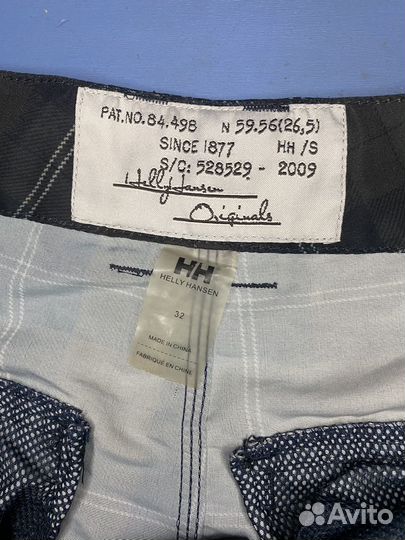 PAT.NO.84.498 N 59.56(26,5)
SINCE 1877 HH/S
S/C: 528529 - 2009
Helly Hansen
Originals
HH
HELLY HANSEN
32
MADE IN CHINA
FABRIQUÉ EN CHINE
Avito